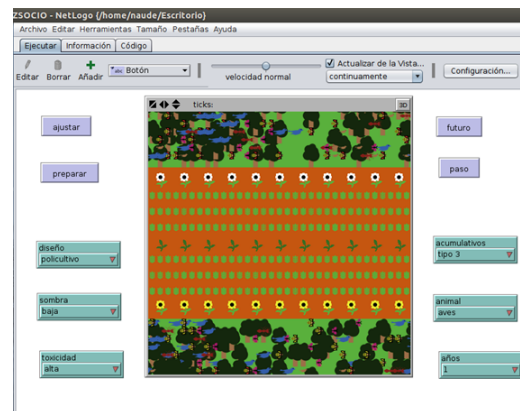 ZSOCIO - NetLogo {/home/naude/Escritorio}
Archivo Editar Herramientas Tamaño Pestañas Ayuda
Ejecutar Información Código
Editar Borrar Añadir
abc Botón
velocidad normal
Actualizar de la Vista...
continuamente
Configuración...
ticks:
3D
ajustar
preparar
diseño
policultivo
sombra
baja
toxicidad
alta
futuro
paso
acumulativos
tipo 3
animal
aves
años
1